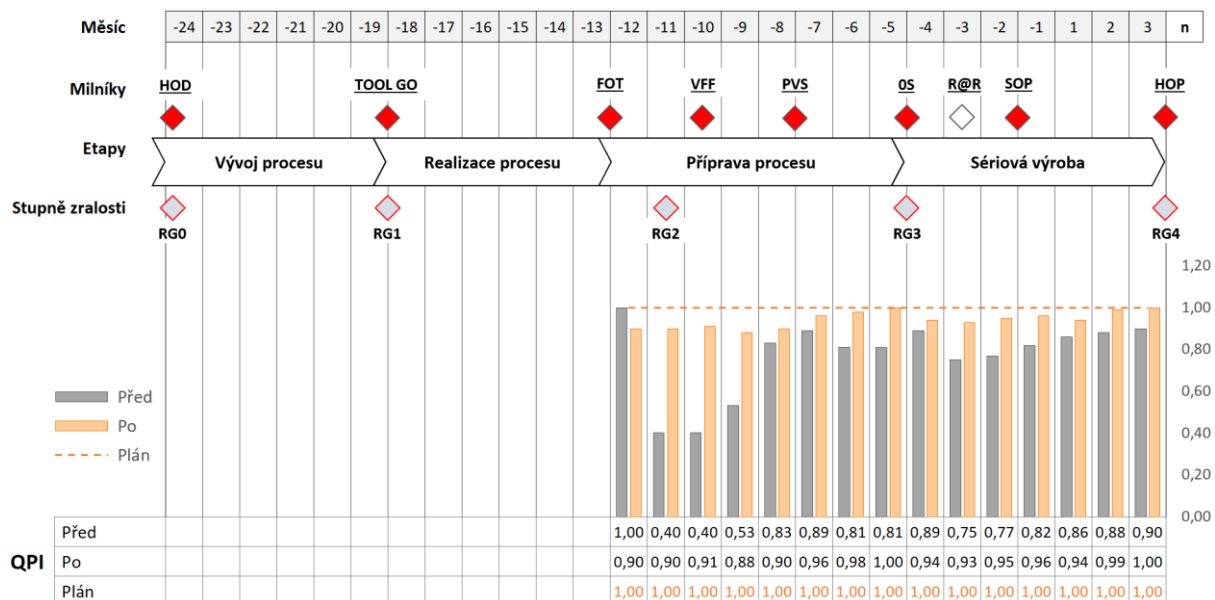 Měsíc -24 -23 -22 -21 -20 -19 -18 -17 -16 -15 -14 -13 -12 -11 -10 -9 -8 -7 -6 -5 -4 -3 -2 -1 1 2 3 n
Milníky HOD TOOL GO FOT VFF PVS 0S R@R SOP HOP
Etapy Vývoj procesu Realizace procesu Příprava procesu Sériová výroba
Stupně zralosti
RG0 RG1 RG2 RG3 RG4
1,20
1,00
0,80
0,60
0,40
0,20
0,00
Před
Po
Plán
Před 1,00 0,40 0,40 0,53 0,83 0,89 0,81 0,81 0,89 0,75 0,77 0,82 0,86 0,88 0,90
QPI Po 0,90 0,90 0,91 0,88 0,90 0,96 0,98 1,00 0,94 0,93 0,95 0,96 0,94 0,99 1,00
Plán 1,00 1,00 1,00 1,00 1,00 1,00 1,00 1,00 1,00 1,00 1,00 1,00 1,00 1,00 1,00